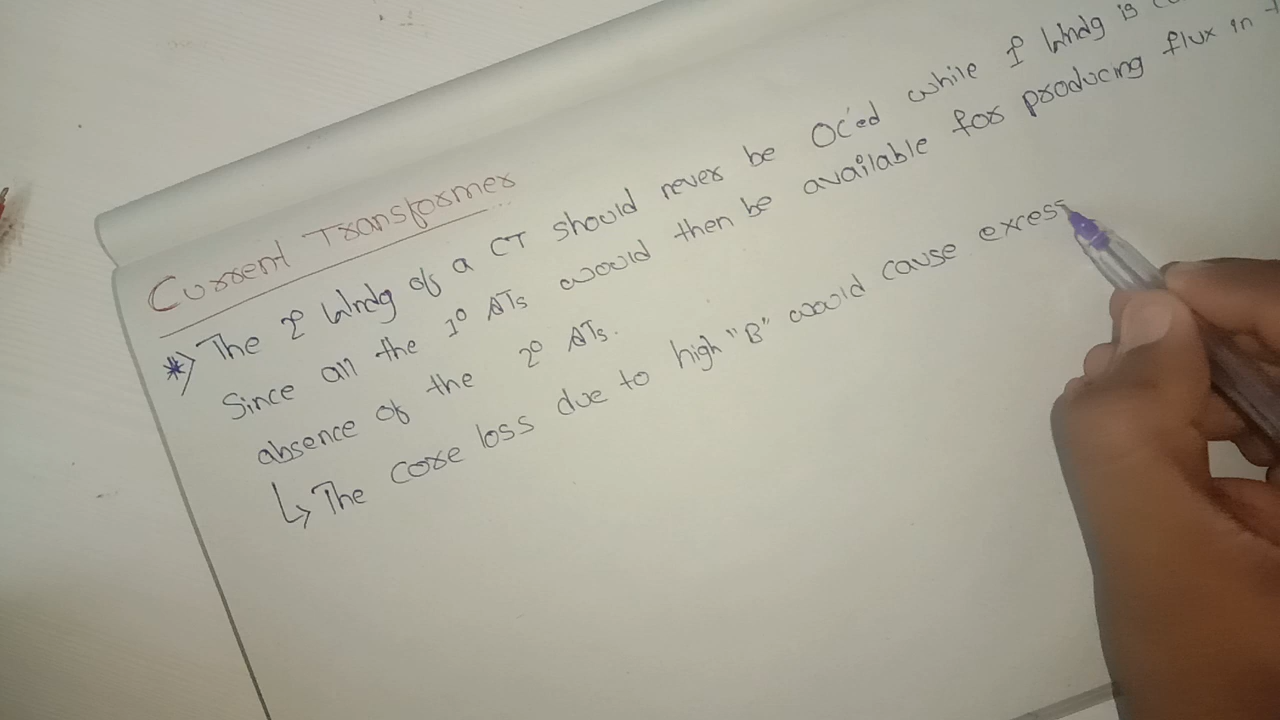 Current Transformer
*) The 2° Wndg of a CT should never be OC'ed while 1° Wndg is
Since all the 1° ATs would then be available for producing flux in
absence of the 2° ATs.
↳ The core loss due to high "B" would cause excess